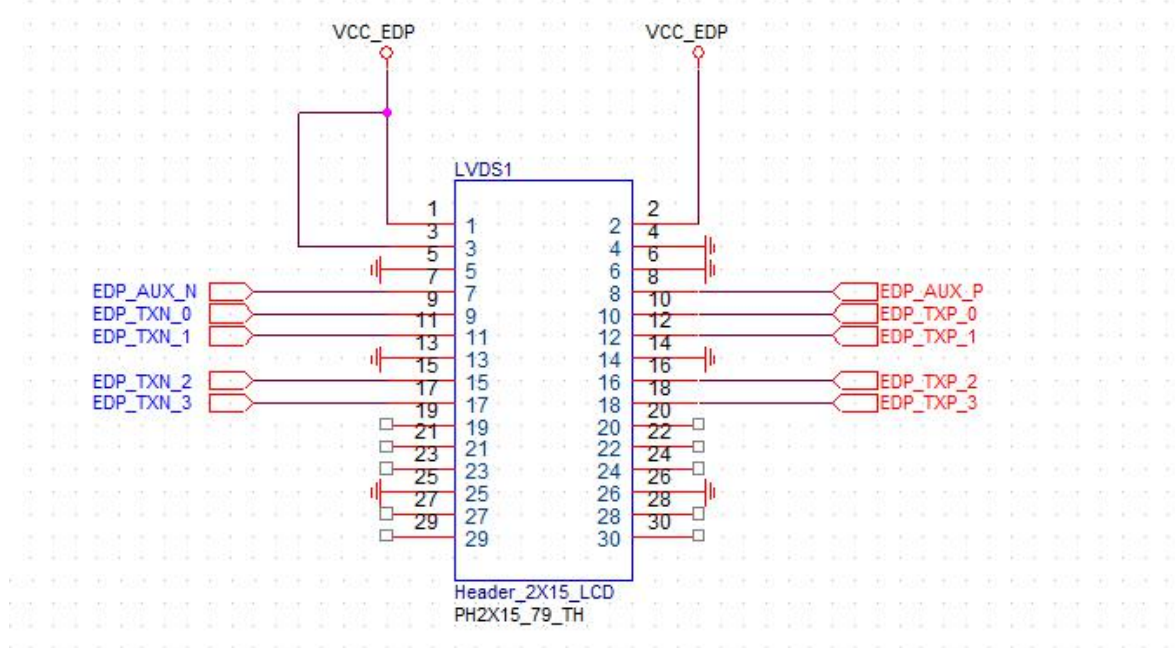 VCC_EDP VCC_EDP
LVDS1
1 2
1 2
3 4
3 4
5 6
5 6
7 8
EDP_AUX_N 7 8 EDP_AUX_P
9 10
EDP_TXN_0 9 10 EDP_TXP_0
11 12
EDP_TXN_1 11 12 EDP_TXP_1
13 14
13 14
15 16
EDP_TXN_2 15 16 EDP_TXP_2
17 18
EDP_TXN_3 17 18 EDP_TXP_3
19 20
19 20
21 22
21 22
23 24
23 24
25 26
25 26
27 28
27 28
29 30
29 30
Header_2X15_LCD
PH2X15_79_TH